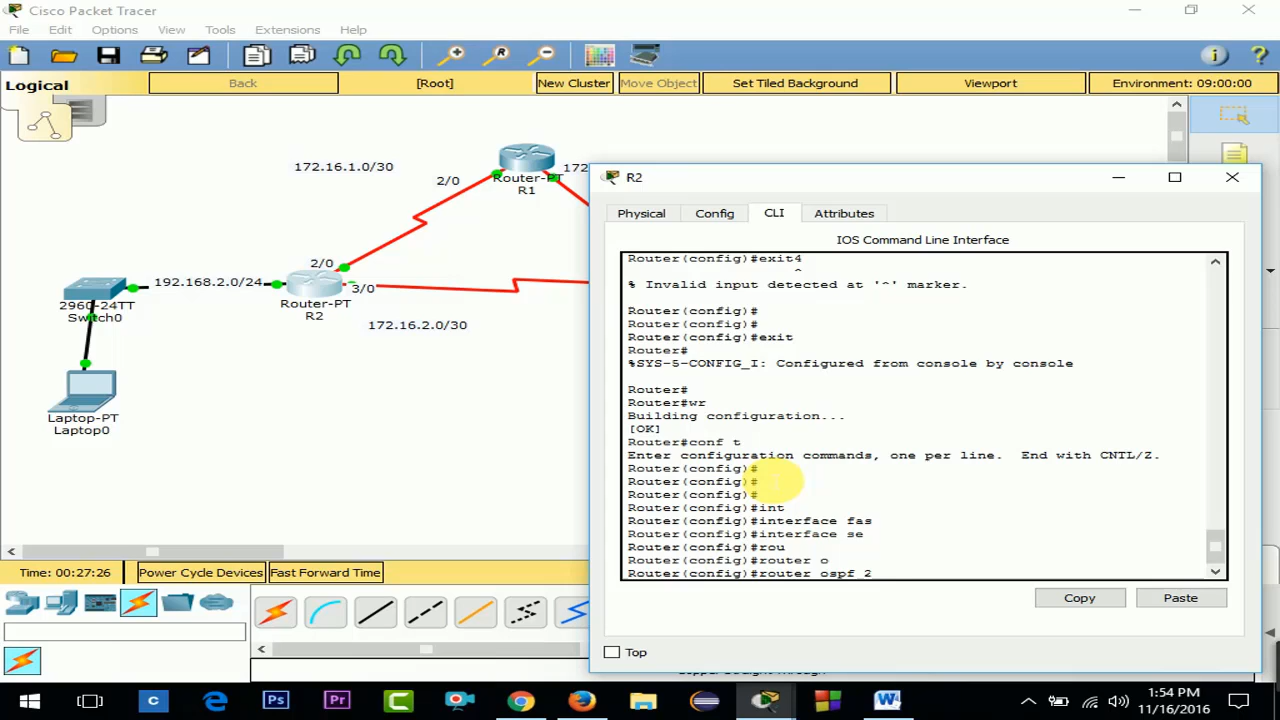 Cisco Packet Tracer
File Edit Options View Tools Extensions Help
Logical Back [Root] New Cluster Move Object Set Tiled Background Viewport Environment: 09:00:00
172.16.1.0/30
172
2/0
Router-PT
R1
2/0
192.168.2.0/24
3/0
2960-24TT
Switch0
Router-PT
R2
172.16.2.0/30
Laptop-PT
Laptop0
R2
Physical Config CLI Attributes
IOS Command Line Interface
Router(config)#exit4
^
% Invalid input detected at '^' marker.
Router(config)#
Router(config)#
Router(config)#exit
Router#
%SYS-5-CONFIG_I: Configured from console by console
Router#
Router#wr
Building configuration...
[OK]
Router#conf t
Enter configuration commands, one per line.  End with CNTL/Z.
Router(config)#
Router(config)#
Router(config)#
Router(config)#int
Router(config)#interface fas
Router(config)#interface se
Router(config)#rou
Router(config)#router o
Router(config)#router ospf 2
Copy Paste
Top
Time: 00:27:26 Power Cycle Devices Fast Forward Time
1:54 PM
11/16/2016